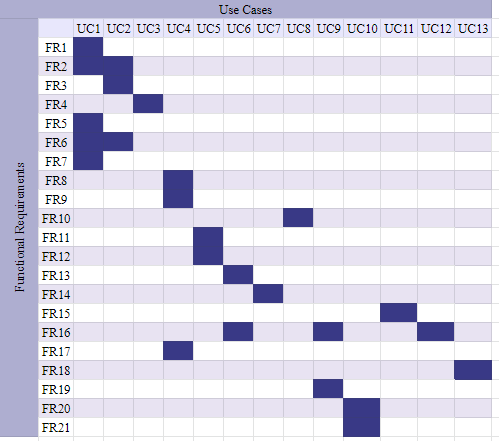 Use Cases
UC1 UC2 UC3 UC4 UC5 UC6 UC7 UC8 UC9 UC10 UC11 UC12 UC13
Functional Requirements
FR1
FR2
FR3
FR4
FR5
FR6
FR7
FR8
FR9
FR10
FR11
FR12
FR13
FR14
FR15
FR16
FR17
FR18
FR19
FR20
FR21